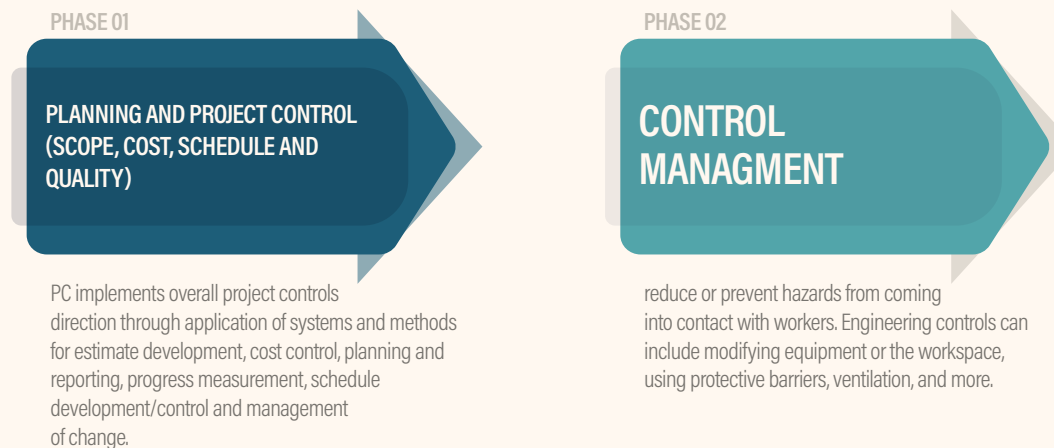 PHASE 01
PLANNING AND PROJECT CONTROL
(SCOPE, COST, SCHEDULE AND
QUALITY)
PC implements overall project controls
direction through application of systems and methods
for estimate development, cost control, planning and
reporting, progress measurement, schedule
development/control and management
of change.
PHASE 02
CONTROL
MANAGMENT
reduce or prevent hazards from coming
into contact with workers. Engineering controls can
include modifying equipment or the workspace,
using protective barriers, ventilation, and more.